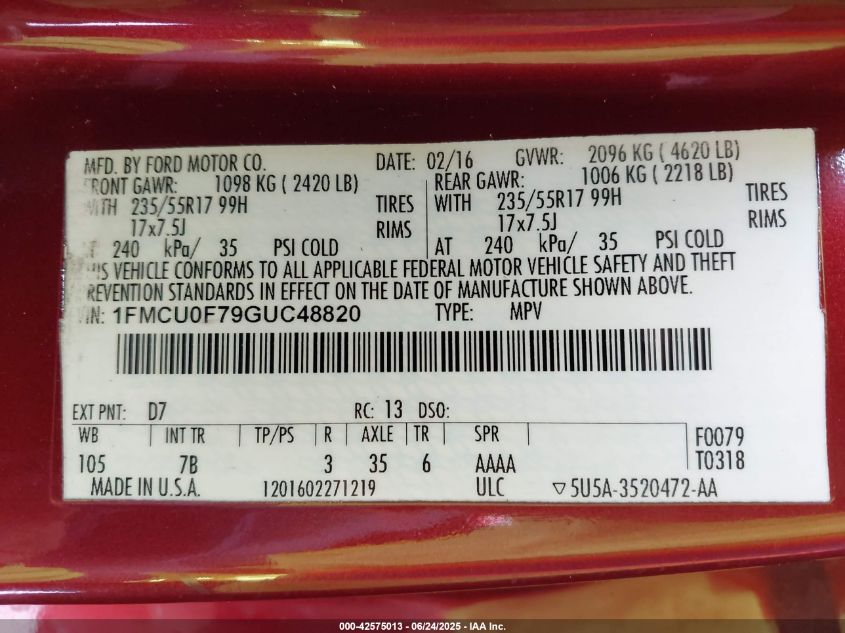 MFD. BY FORD MOTOR CO. DATE: 02/16 GVWR: 2096 KG ( 4620 LB)
FRONT GAWR: 1098 KG ( 2420 LB) REAR GAWR: 1006 KG ( 2218 LB)
WITH 235/55R17 99H TIRES WITH 235/55R17 99H TIRES
17x7.5J RIMS 17x7.5J RIMS
AT 240 kPa/ 35 PSI COLD AT 240 kPa/ 35 PSI COLD
THIS VEHICLE CONFORMS TO ALL APPLICABLE FEDERAL MOTOR VEHICLE SAFETY AND THEFT
PREVENTION STANDARDS IN EFFECT ON THE DATE OF MANUFACTURE SHOWN ABOVE.
VIN: 1FMCU0F79GUC48820 TYPE: MPV
EXT PNT: D7 RC: 13 DSO:
WB INT TR TP/PS R AXLE TR SPR F0079
105 7B 3 35 6 AAAA T0318
MADE IN U.S.A. 1201602271219 ULC ▽5U5A-3520472-AA
000-42575013 - 06/24/2025 - IAA Inc.